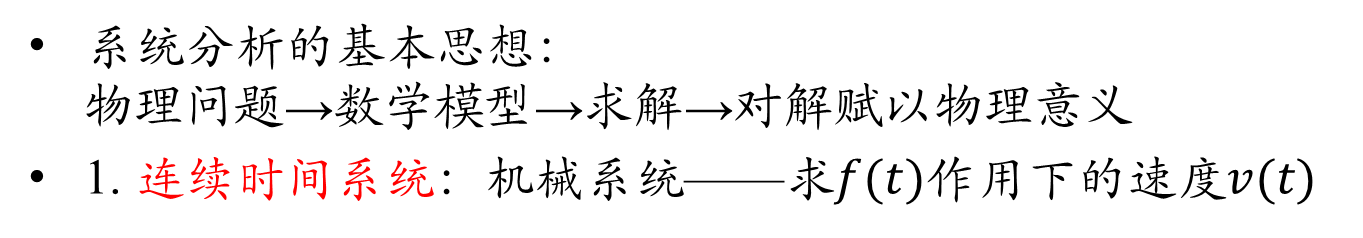 • 系统分析的基本思想：
物理问题→数学模型→求解→对解赋以物理意义
• 1. 连续时间系统：机械系统——求f(t)作用下的速度v(t)